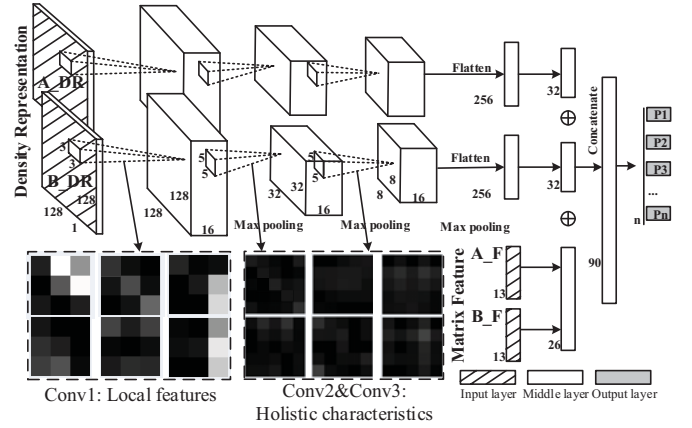 Density Representation
A_DR
Flatten
256
32
⊕
Concatenate
P1
P2
P3
...
Pn
n
B_DR
3
3
128
128
1
5
5
128
128
16
5
5
32
32
16
8
8
16
Flatten
256
32
⊕
Max pooling
Max pooling
Max pooling
Matrix Feature
A_F
13
B_F
13
26
90
Conv1: Local features
Conv2&Conv3:
Holistic characteristics
Input layer
Middle layer
Output layer